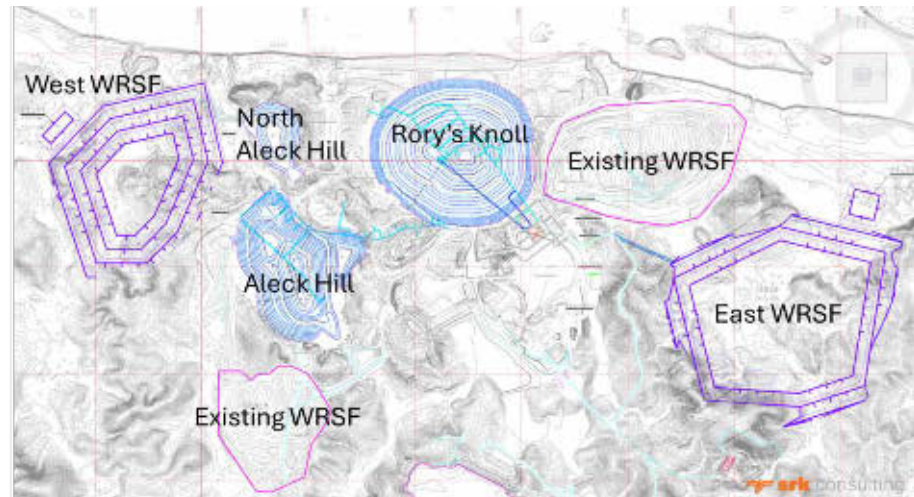 West WRSF
North
Aleck Hill
Rory's Knoll
Existing WRSF
Aleck Hill
East WRSF
Existing WRSF
srk consulting